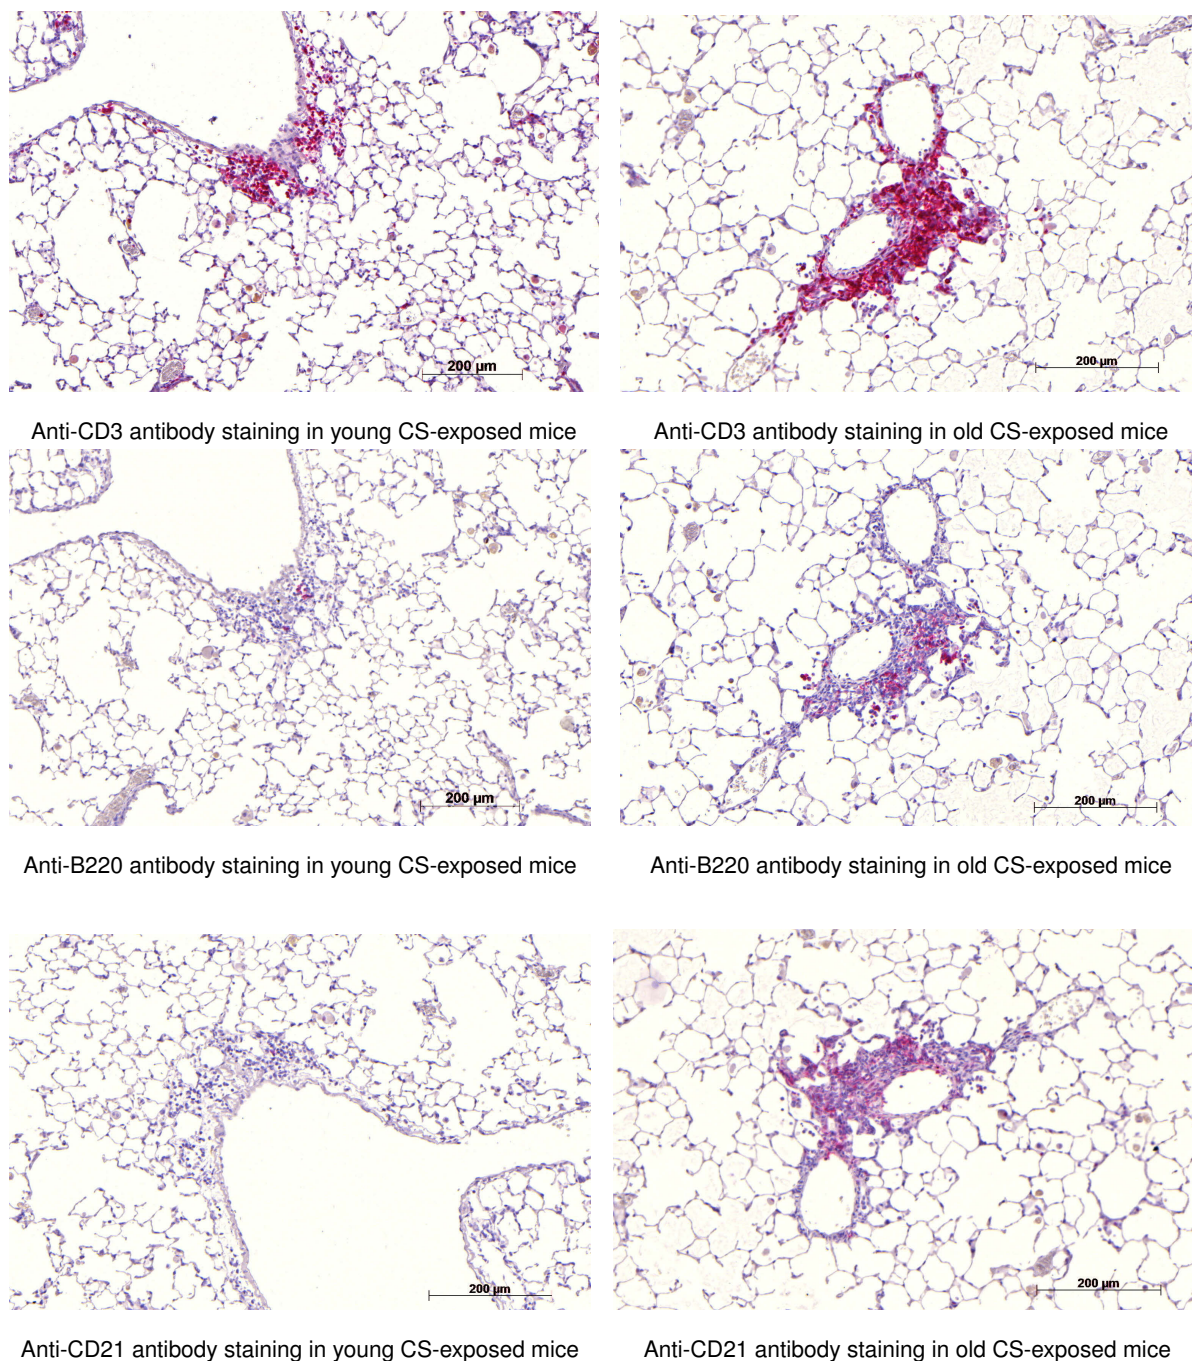 200 µm
200 µm
Anti-CD3 antibody staining in young CS-exposed mice
Anti-CD3 antibody staining in old CS-exposed mice
200 µm
200 µm
Anti-B220 antibody staining in young CS-exposed mice
Anti-B220 antibody staining in old CS-exposed mice
200 µm
200 µm
Anti-CD21 antibody staining in young CS-exposed mice
Anti-CD21 antibody staining in old CS-exposed mice